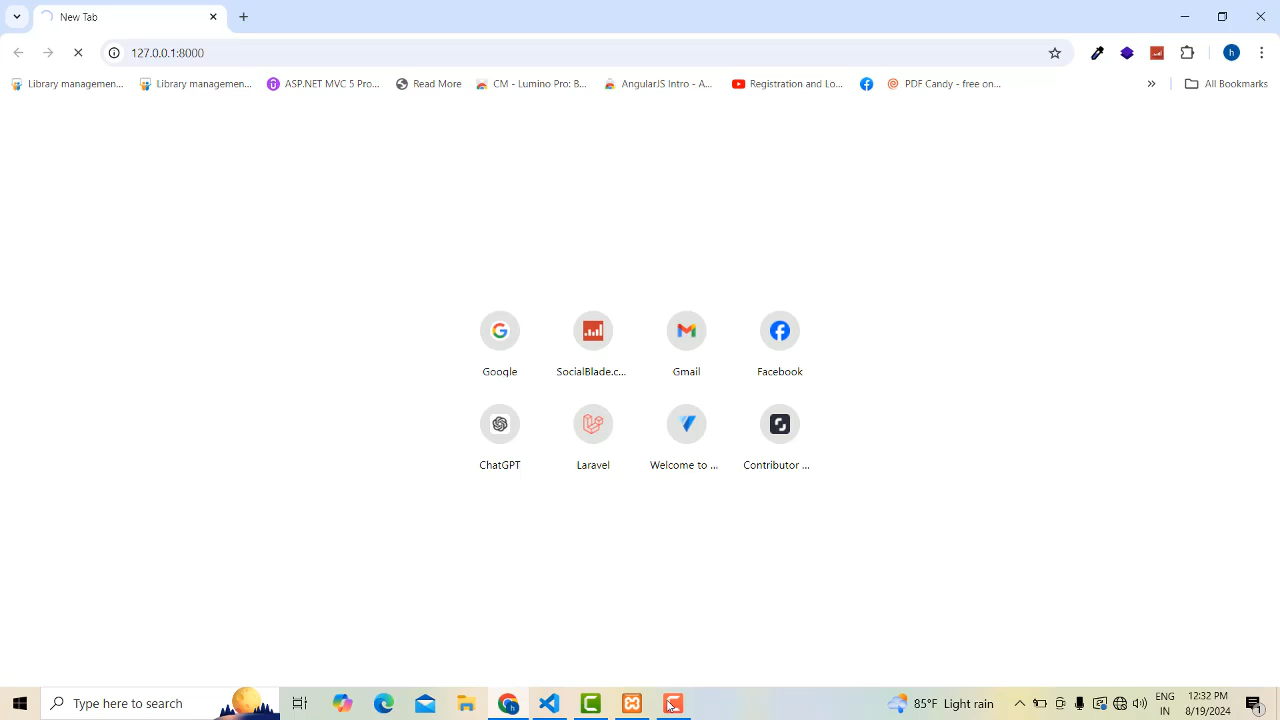 New Tab
127.0.0.1:8000
h
Library managemen...
Library managemen...
ASP.NET MVC 5 Pro...
Read More
CM - Lumino Pro: B...
AngularJS Intro - A...
Registration and Lo...
PDF Candy - free on...
All Bookmarks
Google
SocialBlade.c...
Gmail
Facebook
ChatGPT
Laravel
Welcome to ...
Contributor ...
Type here to search
85°F Light rain
ENG
IN
12:32 PM
8/19/2024